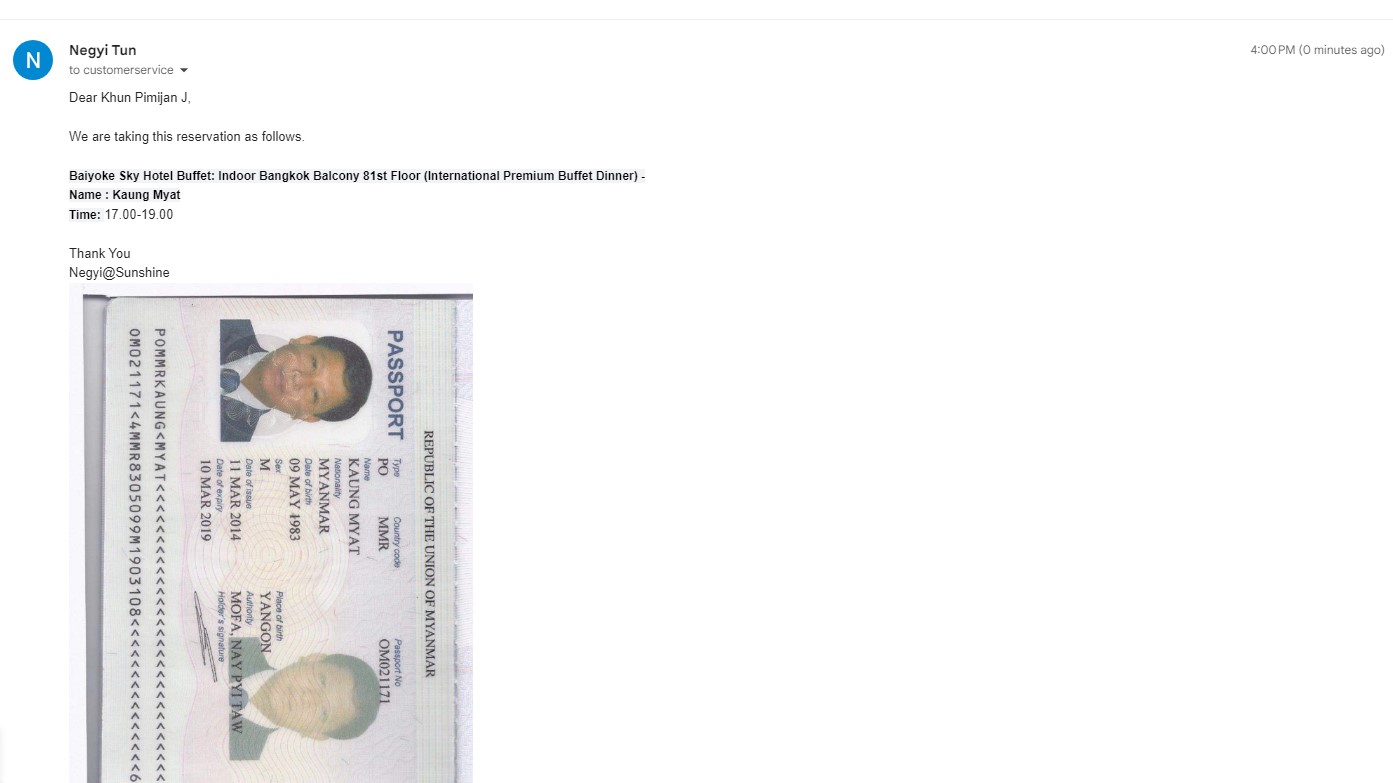 N
Negyi Tun
4:00 PM (0 minutes ago)
to customerservice
Dear Khun Pimijan J,
We are taking this reservation as follows.
Baiyoke Sky Hotel Buffet: Indoor Bangkok Balcony 81st Floor (International Premium Buffet Dinner) -
Name : Kaung Myat
Time: 17.00-19.00
Thank You
Negyi@Sunshine
REPUBLIC OF THE UNION OF MYANMAR
PASSPORT
Type Country code Passport No
PO MMR OM021171
Name
KAUNG MYAT
Nationality
MYANMAR
Date of birth
09 MAY 1983
Sex Place of birth
M YANGON
Date of issue Authority
11 MAR 2014 MOFA, NAY PYI TAW
Date of expiry Holder's signature
10 MAR 2019
POMMRKAUNG<MYAT<<<<<<<<<<<<<<<<<<
OM021171<4MMR8305099M1903108<<<<<<<<<<<<<<6